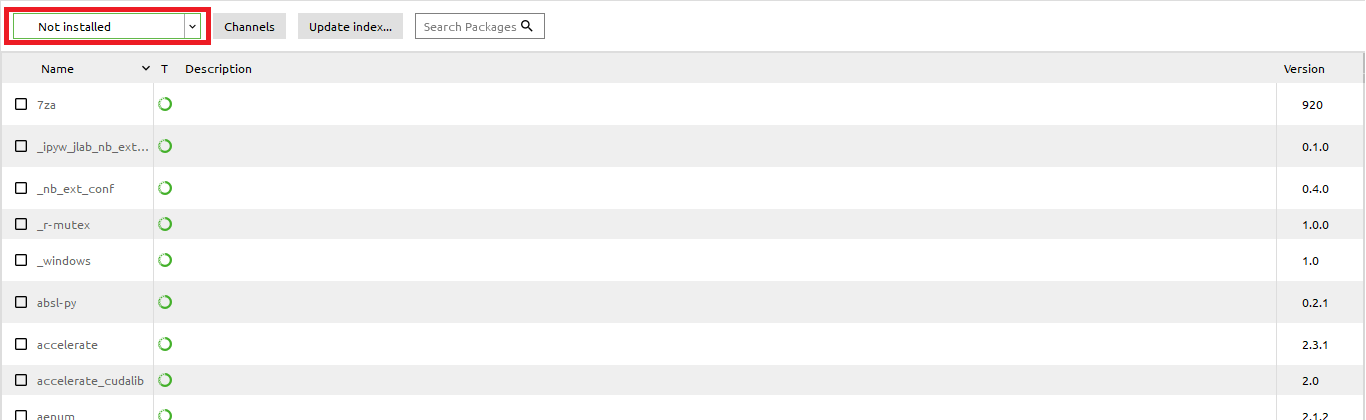 Not installed Channels Update index... Search Packages
Name T Description Version
7za 920
_ipyw_jlab_nb_ext... 0.1.0
_nb_ext_conf 0.4.0
_r-mutex 1.0.0
_windows 1.0
absl-py 0.2.1
accelerate 2.3.1
accelerate_cudalib 2.0
aenum 2.1.2